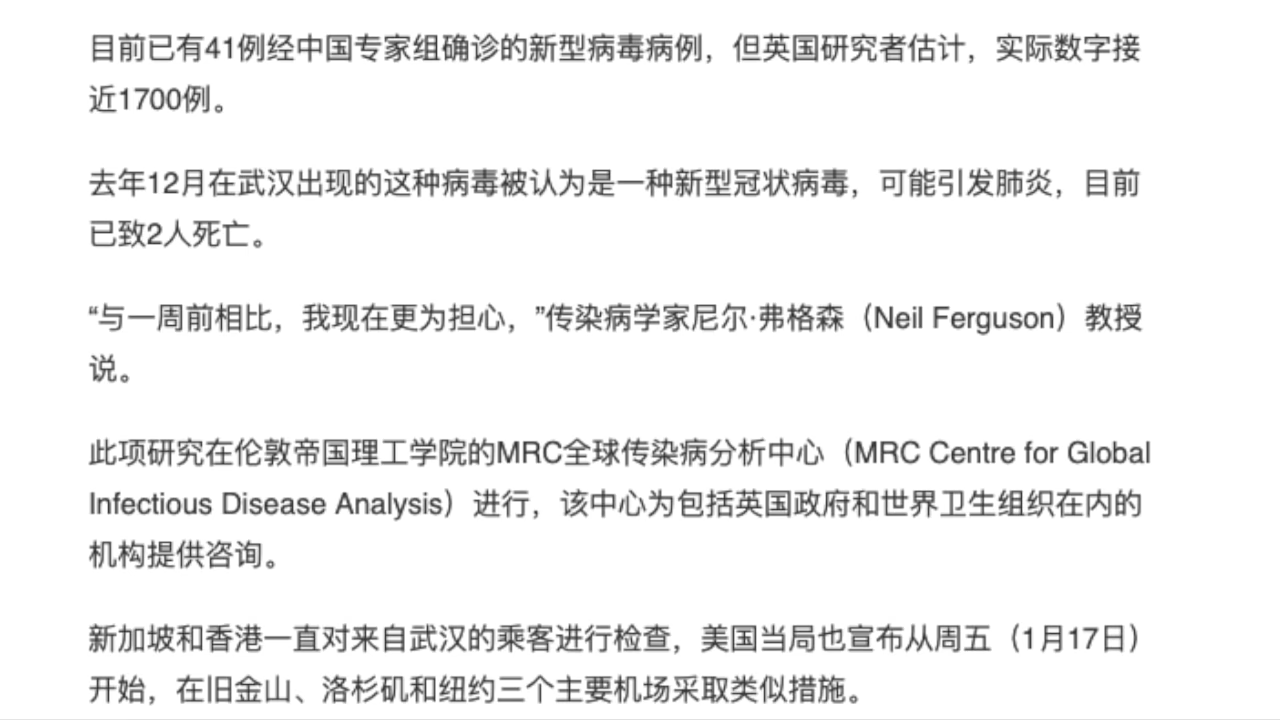 目前已有41例经中国专家组确诊的新型病毒病例，但英国研究者估计，实际数字接
近1700例。
去年12月在武汉出现的这种病毒被认为是一种新型冠状病毒，可能引发肺炎，目前
已致2人死亡。
“与一周前相比，我现在更为担心，”传染病学家尼尔·弗格森（Neil Ferguson）教授
说。
此项研究在伦敦帝国理工学院的MRC全球传染病分析中心（MRC Centre for Global
Infectious Disease Analysis）进行，该中心为包括英国政府和世界卫生组织在内的
机构提供咨询。
新加坡和香港一直对来自武汉的乘客进行检查，美国当局也宣布从周五（1月17日）
开始，在旧金山、洛杉矶和纽约三个主要机场采取类似措施。